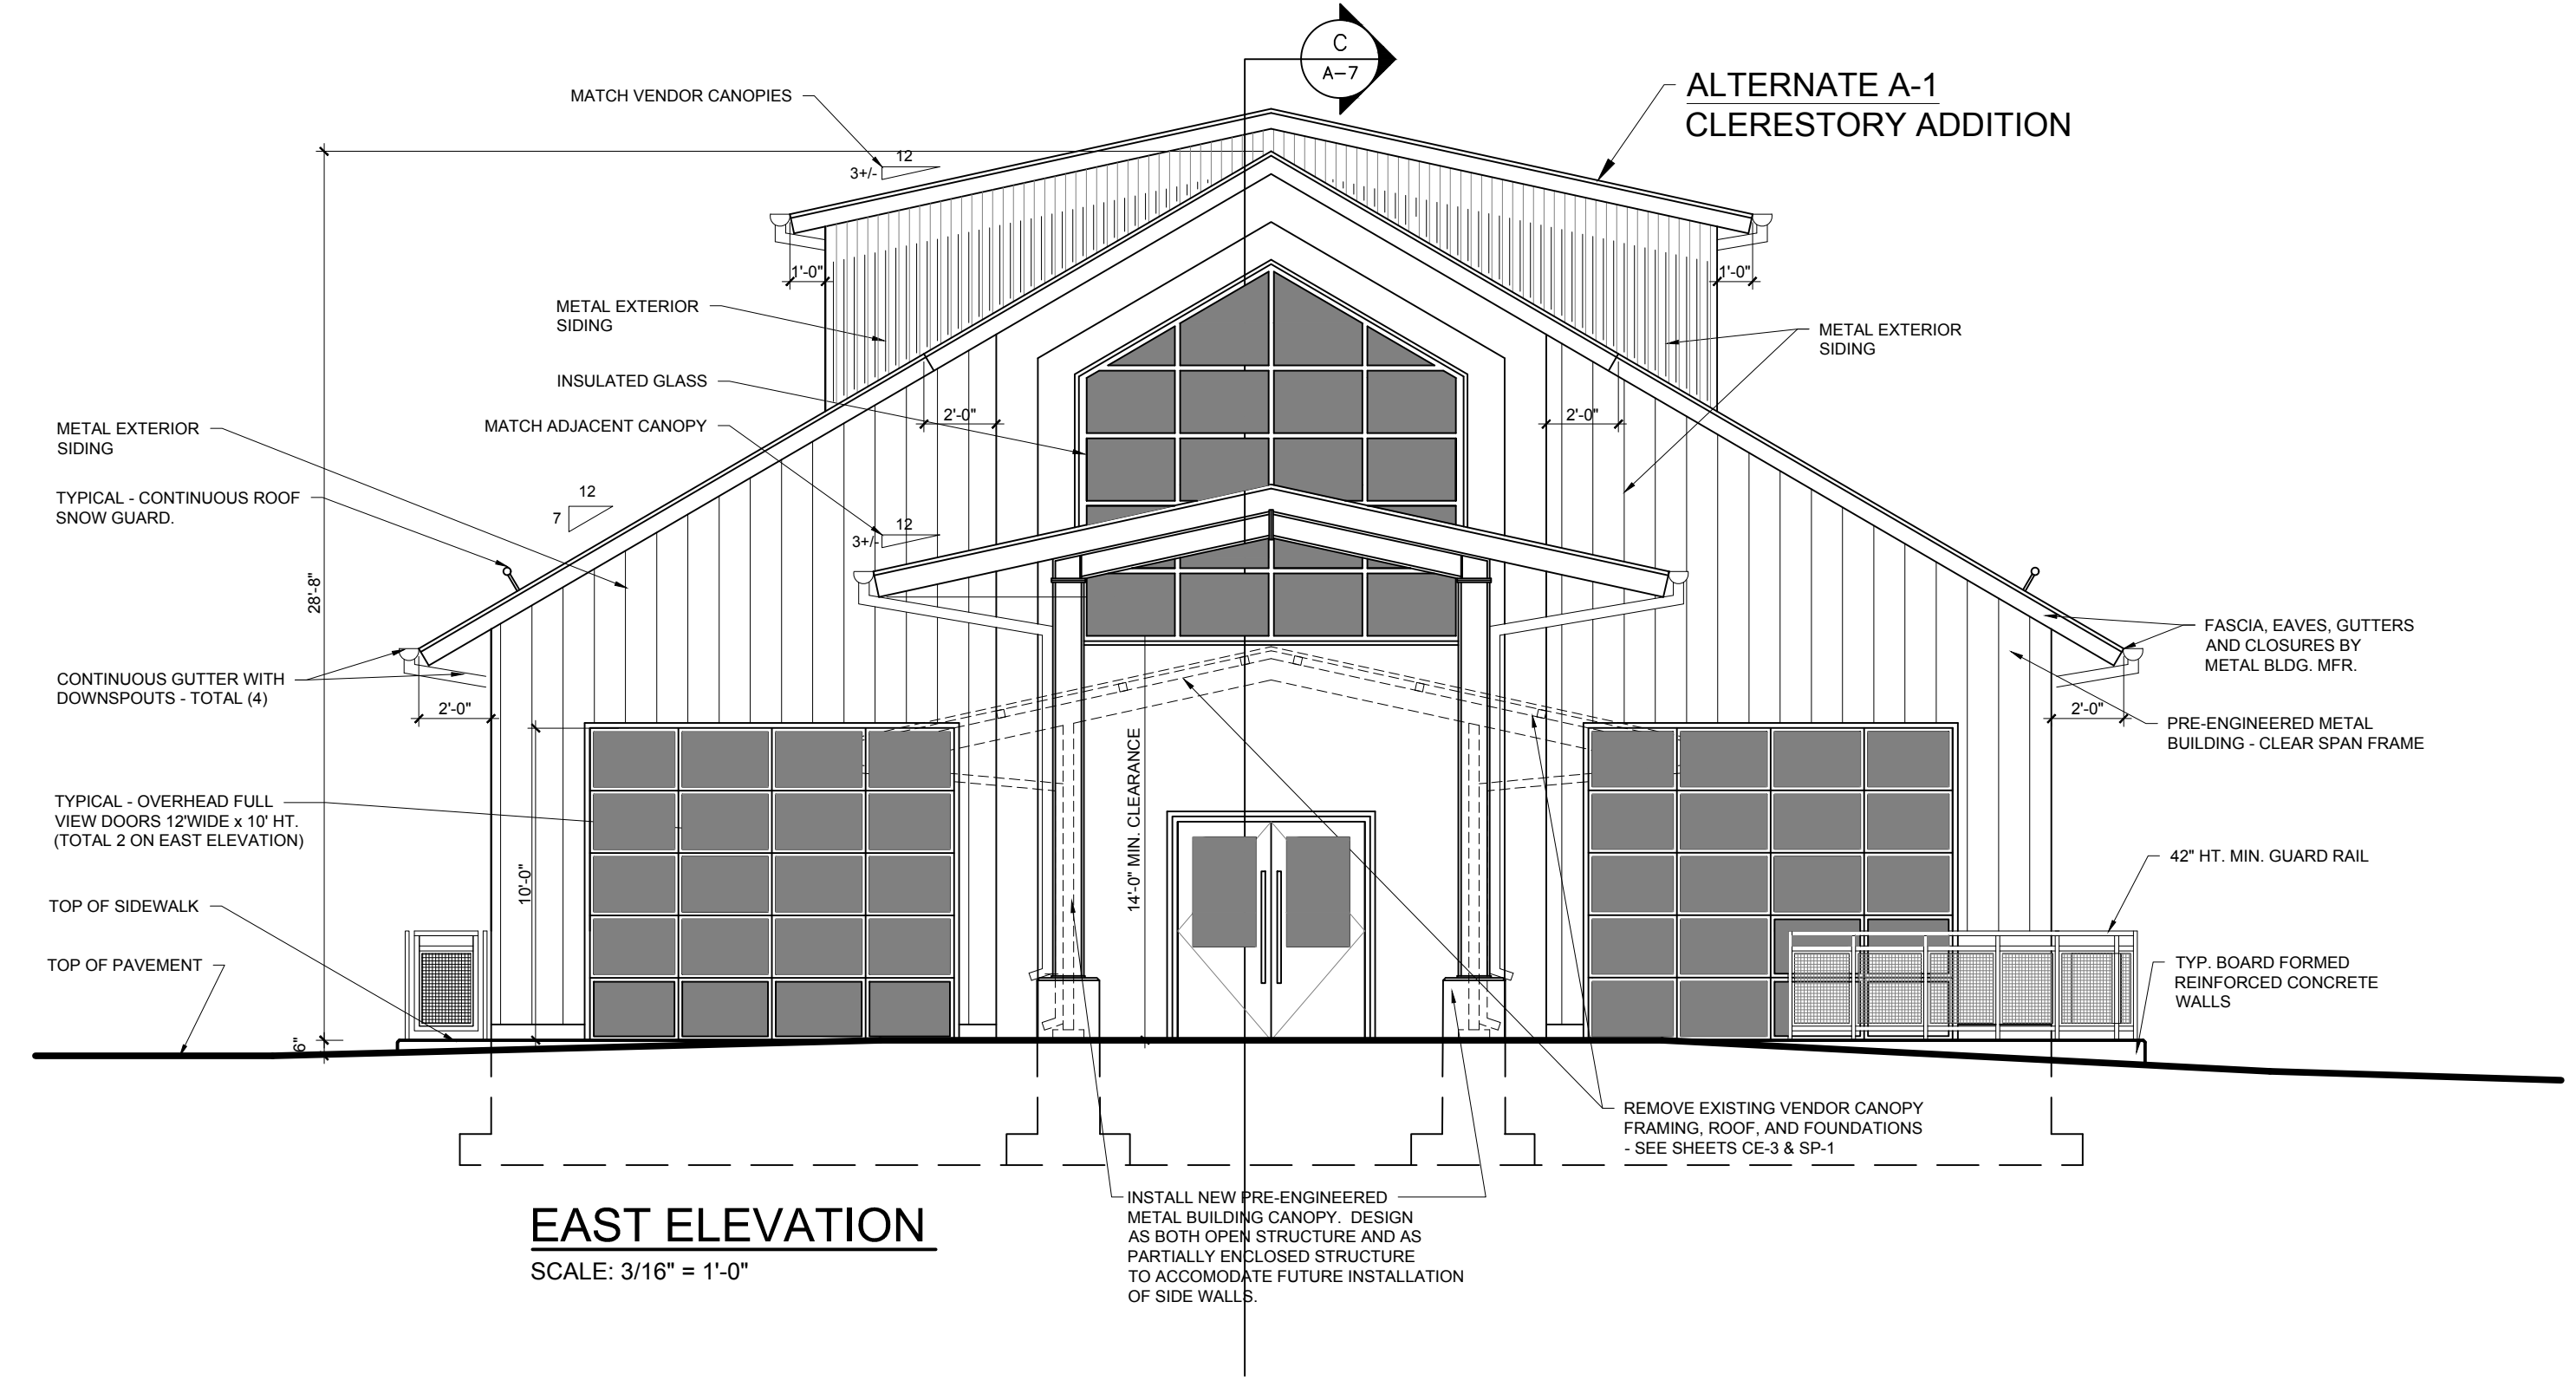 C
A-7
ALTERNATE A-1
CLERESTORY ADDITION
MATCH VENDOR CANOPIES
12
3+/-
1'-0"
1'-0"
METAL EXTERIOR
SIDING
METAL EXTERIOR
SIDING
INSULATED GLASS
MATCH ADJACENT CANOPY
2'-0"
2'-0"
METAL EXTERIOR
SIDING
TYPICAL - CONTINUOUS ROOF
SNOW GUARD.
12
7
12
3+/-
28'-8"
FASCIA, EAVES, GUTTERS
AND CLOSURES BY
METAL BLDG. MFR.
CONTINUOUS GUTTER WITH
DOWNSPOUTS - TOTAL (4)
2'-0"
2'-0"
PRE-ENGINEERED METAL
BUILDING - CLEAR SPAN FRAME
14'-0" MIN. CLEARANCE
TYPICAL - OVERHEAD FULL
VIEW DOORS 12'WIDE x 10' HT.
(TOTAL 2 ON EAST ELEVATION)
10'-0"
42" HT. MIN. GUARD RAIL
TOP OF SIDEWALK
TOP OF PAVEMENT
TYP. BOARD FORMED
REINFORCED CONCRETE
WALLS
6"
REMOVE EXISTING VENDOR CANOPY
FRAMING, ROOF, AND FOUNDATIONS
- SEE SHEETS CE-3 & SP-1
INSTALL NEW PRE-ENGINEERED
METAL BUILDING CANOPY. DESIGN
AS BOTH OPEN STRUCTURE AND AS
PARTIALLY ENCLOSED STRUCTURE
TO ACCOMODATE FUTURE INSTALLATION
OF SIDE WALLS.
EAST ELEVATION
SCALE: 3/16" = 1'-0"